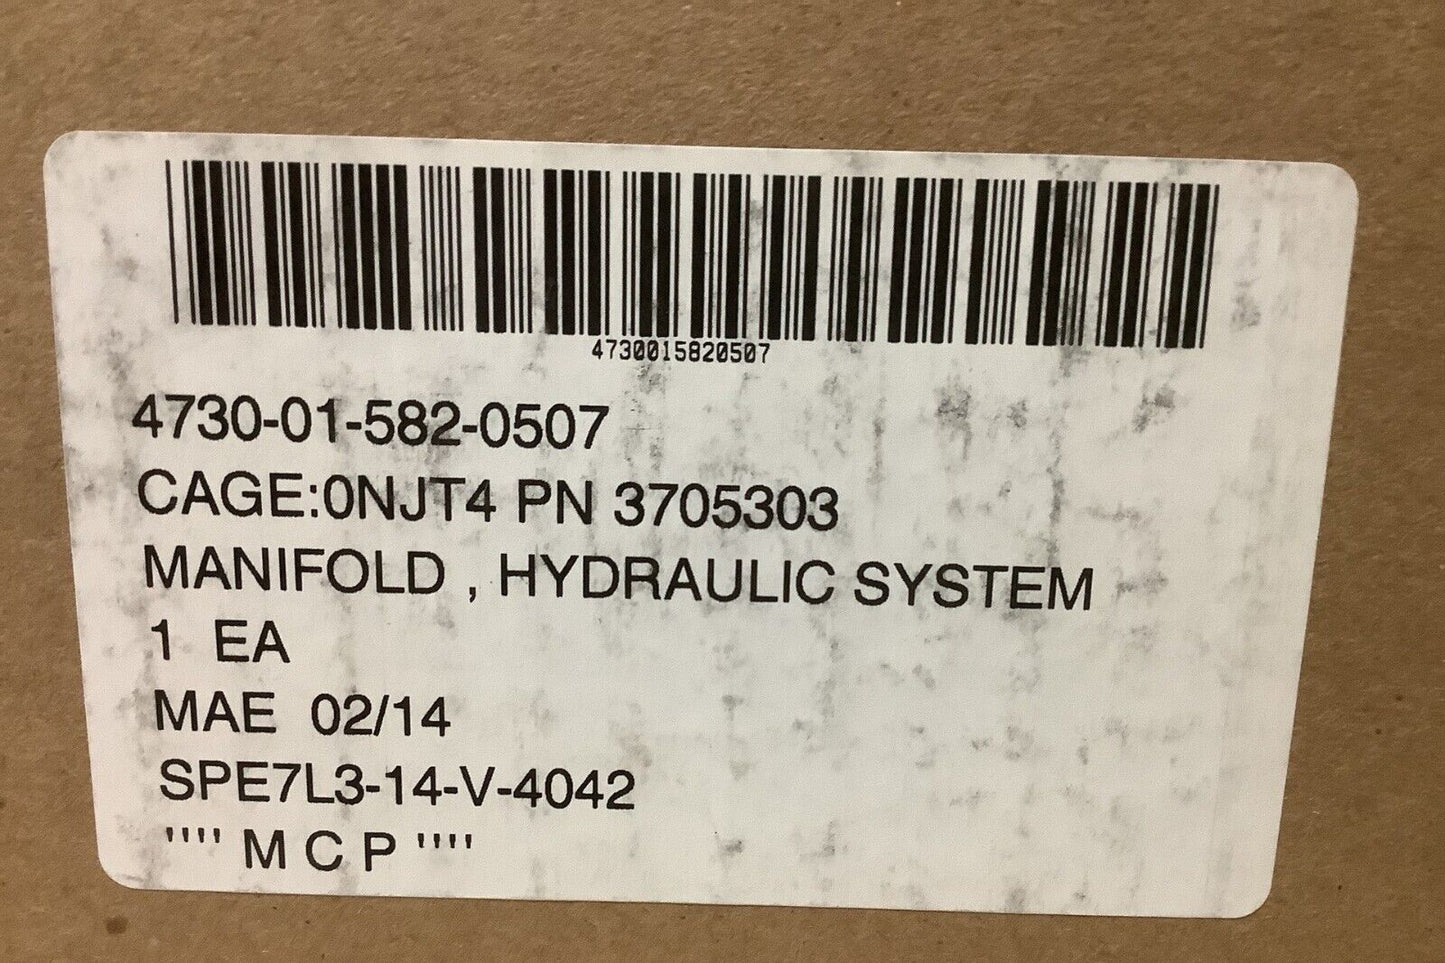 4730015820507
4730-01-582-0507
CAGE:0NJT4 PN 3705303
MANIFOLD , HYDRAULIC SYSTEM
1 EA
MAE 02/14
SPE7L3-14-V-4042
'''' M C P ''''